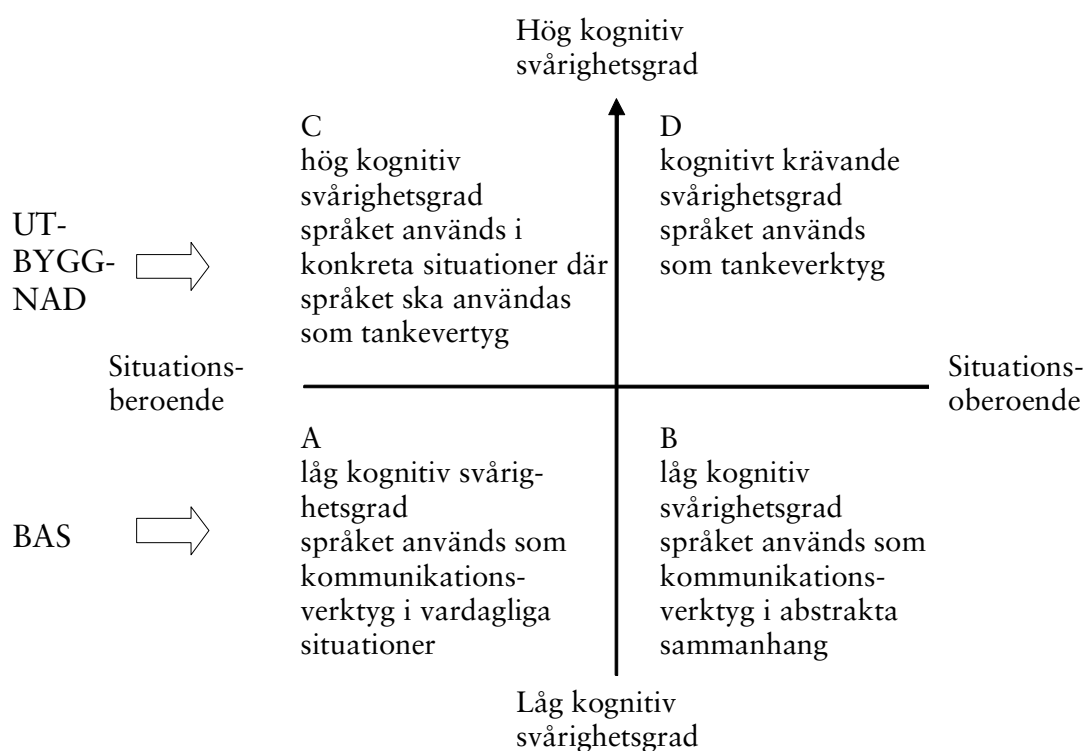 Hög kognitiv
svårighetsgrad
C
hög kognitiv
svårighetsgrad
språket används i
konkreta situationer där
språket ska användas
som tankevertyg
D
kognitivt krävande
svårighetsgrad
språket används
som tankeverktyg
UT-
BYGG-
NAD
Situations-
beroende
Situations-
oberoende
A
låg kognitiv svårig-
hetsgrad
språket används som
kommunikations-
verktyg i vardagliga
situationer
B
låg kognitiv
svårighetsgrad
språket används som
kommunikations-
verktyg i abstrakta
sammanhang
BAS
Låg kognitiv
svårighetsgrad